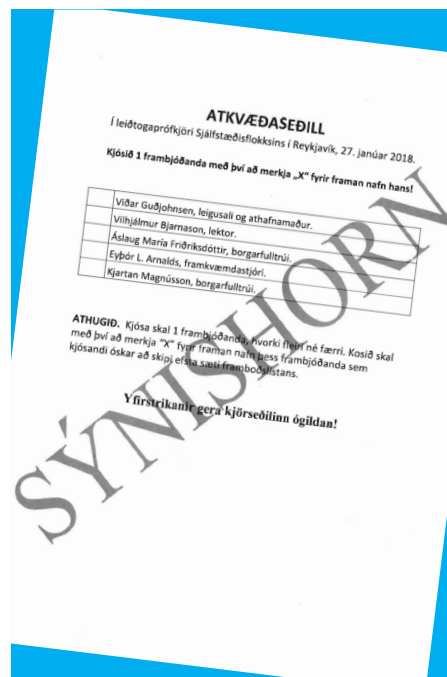 ATKVÆÐASEÐILL
Í leiðtogaprófkjöri Sjálfstæðisflokksins í Reykjavík, 27. janúar 2018.
Kjósið 1 frambjóðanda með því að merkja „X" fyrir framan nafn hans!
Viðar Guðjohnsen, leigusali og athafnamaður.
Vilhjálmur Bjarnason, lektor.
Áslaug María Friðriksdóttir, borgarfulltrúi.
Eyþór L. Arnalds, framkvæmdastjóri.
Kjartan Magnússon, borgarfulltrúi.
ATHUGIÐ. Kjósa skal 1 frambjóðanda, hvorki fleiri né færri. Kosið skal
með því að merkja "X" fyrir framan nafn þess frambjóðanda sem
kjósandi óskar að skipi efsta sæti framboðslistans.
Yfirstrikanir gera kjörseðilinn ógildan!
SÝNISHORN